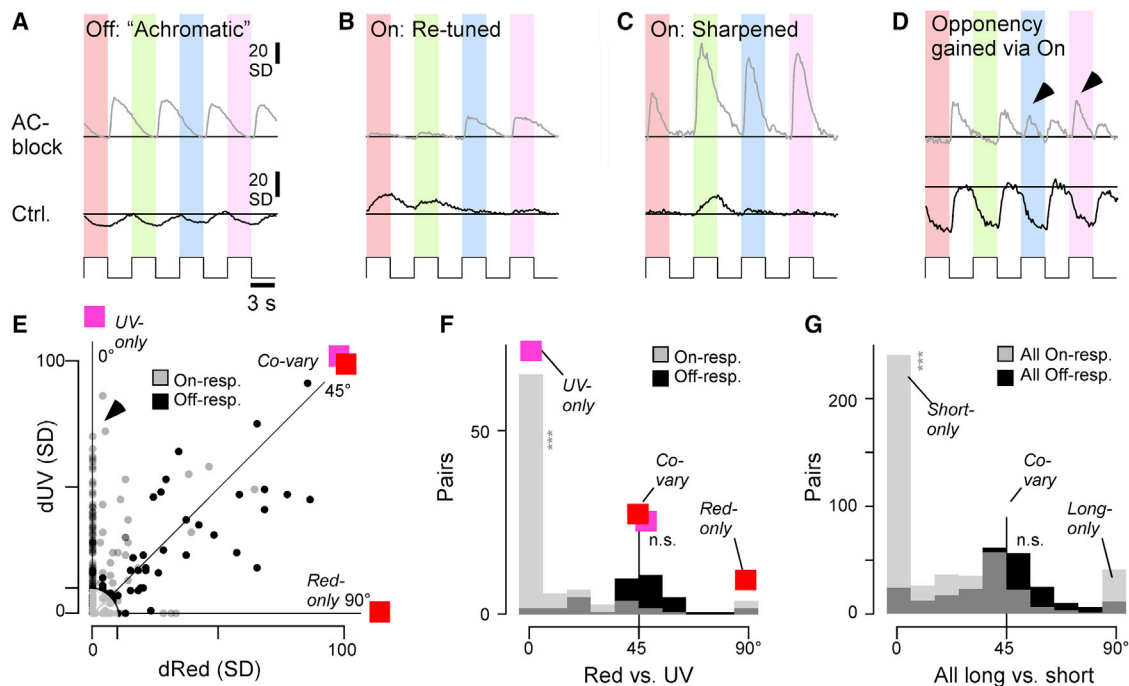 A
Off: "Achromatic"
20
SD
AC-
block
20
SD
Ctrl.
3 s
B
On: Re-tuned
C
On: Sharpened
D
Opponency
gained via On
E
UV-
only
0°
Co-vary
45°
On-resp.
Off-resp.
100
dUV (SD)
0
Red-
only 90°
0
100
dRed (SD)
F
On-resp.
Off-resp.
UV-
only
***
50
Pairs
Co-
vary
n.s.
Red-
only
0
0
45
90°
Red vs. UV
G
All On-resp.
All Off-resp.
***
Short-
only
200
Pairs
100
Co-
vary
n.s.
Long-
only
0
0
45
90°
All long vs. short